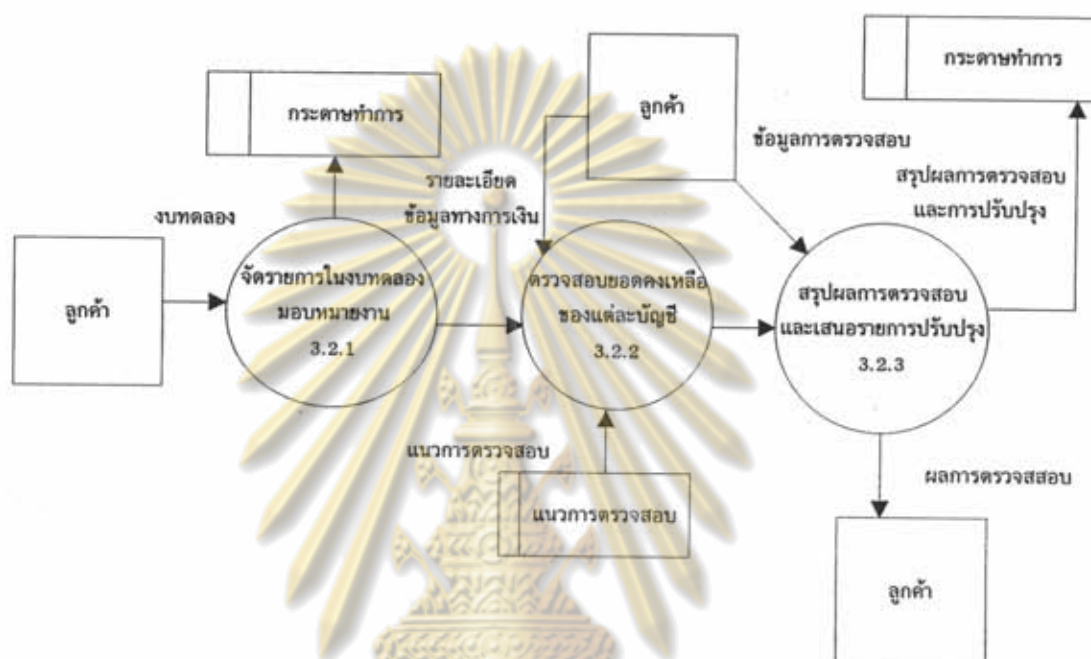 กระดาษทำการ
ลูกค้า
กระดาษทำการ
ข้อมูลการตรวจสอบ
สรุปผลการตรวจสอบ
และการปรับปรุง
รายละเอียด
ข้อมูลทางการเงิน
งบทดลอง
ลูกค้า
จัดรายการในงบทดลอง
มอบหมายงาน
3.2.1
ตรวจสอบยอดคงเหลือ
ของแต่ละบัญชี
3.2.2
สรุปผลการตรวจสอบ
และเสนอรายการปรับปรุง
3.2.3
แนวการตรวจสอบ
แนวการตรวจสอบ
ผลการตรวจสสอบ
ลูกค้า